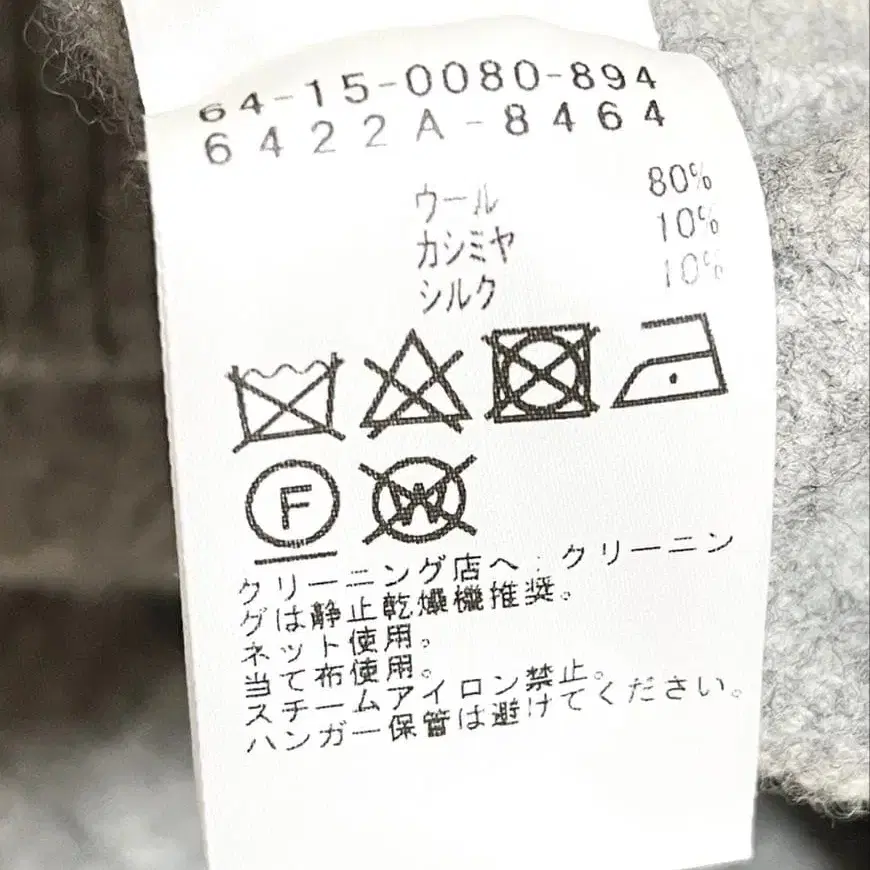 64-15-0080-894
6422A-8464
ウール 80%
カシミヤ 10%
シルク 10%
F
W
クリーニング店へ:クリーニン
グは静止乾燥機推奨。
ネット使用。
当て布使用。
スチームアイロン禁止。
ハンガー保管は避けてください。